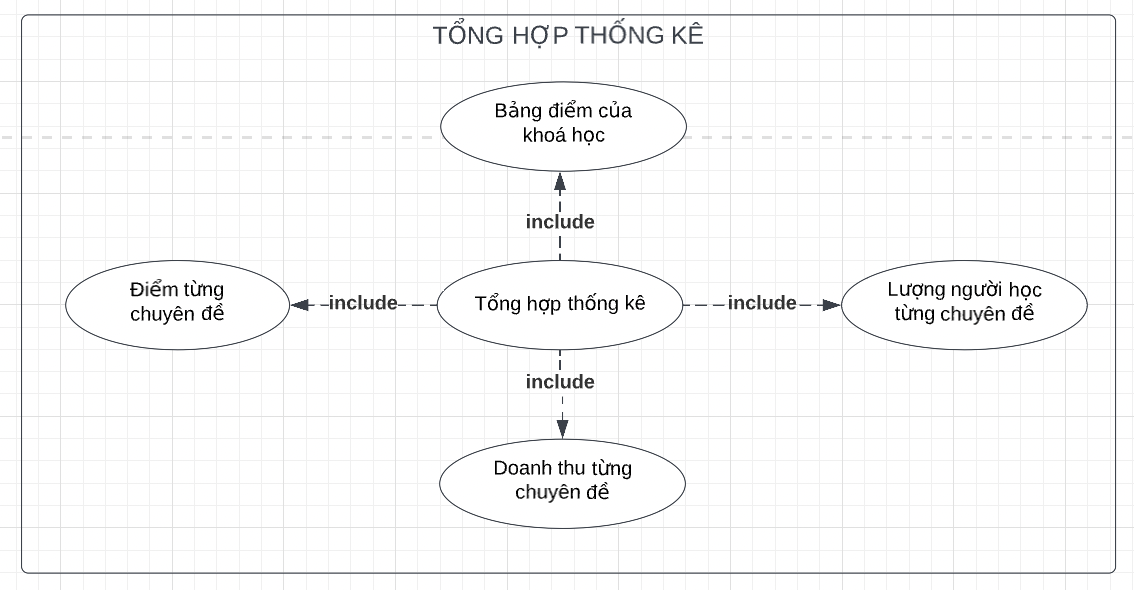 TỔNG HỢP THỐNG KÊ
Bảng điểm của
khoá học
include
Điểm từng
chuyên đề
include
Tổng hợp thống kê
include
Lượng người học
từng chuyên đề
include
Doanh thu từng
chuyên đề